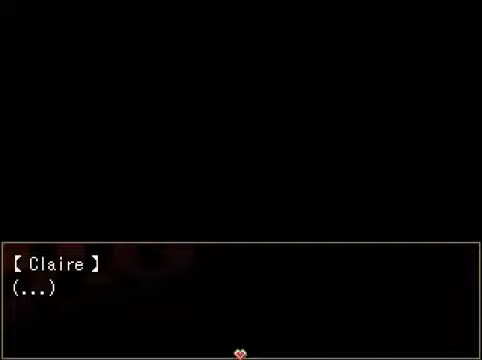 【 Claire 】
(...)